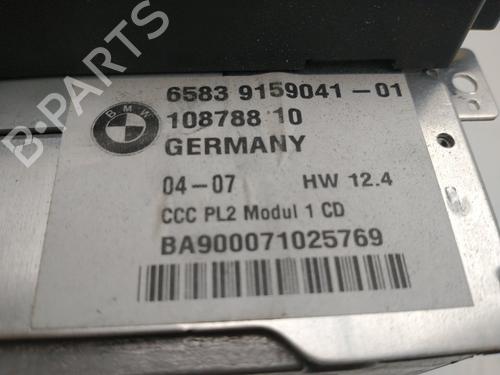 BMW
6583 9159041-01
108788 10
GERMANY
04-07 HW 12.4
CCC PL2 Modul 1 CD
BA900071025769
B-PARTS